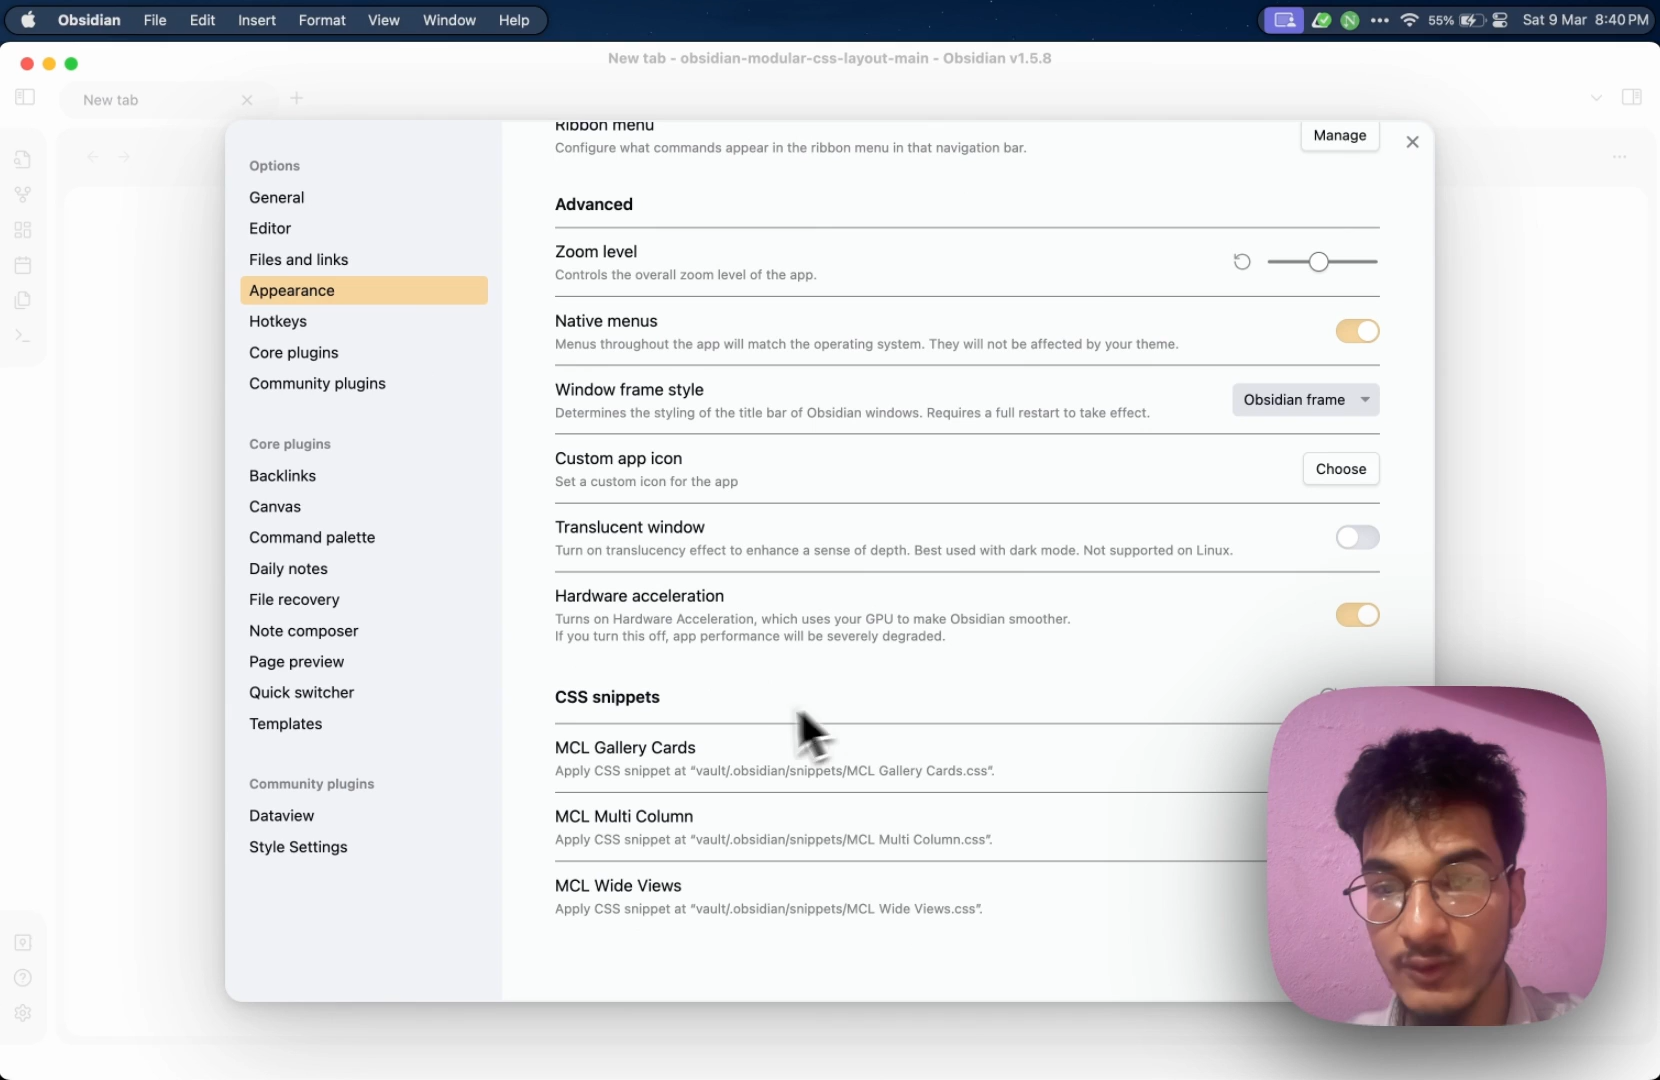 Obsidian File Edit Insert Format View Window Help 55% Sat 9 Mar 8:40 PM
New tab - obsidian-modular-css-layout-main - Obsidian v1.5.8
New tab
Options
General
Editor
Files and links
Appearance
Hotkeys
Core plugins
Community plugins
Core plugins
Backlinks
Canvas
Command palette
Daily notes
File recovery
Note composer
Page preview
Quick switcher
Templates
Community plugins
Dataview
Style Settings
Ribbon menu
Configure what commands appear in the ribbon menu in that navigation bar.
Manage
Advanced
Zoom level
Controls the overall zoom level of the app.
Native menus
Menus throughout the app will match the operating system. They will not be affected by your theme.
Window frame style
Determines the styling of the title bar of Obsidian windows. Requires a full restart to take effect.
Obsidian frame
Custom app icon
Set a custom icon for the app
Choose
Translucent window
Turn on translucency effect to enhance a sense of depth. Best used with dark mode. Not supported on Linux.
Hardware acceleration
Turns on Hardware Acceleration, which uses your GPU to make Obsidian smoother.
If you turn this off, app performance will be severely degraded.
CSS snippets
MCL Gallery Cards
Apply CSS snippet at “vault/.obsidian/snippets/MCL Gallery Cards.css”.
MCL Multi Column
Apply CSS snippet at “vault/.obsidian/snippets/MCL Multi Column.css”.
MCL Wide Views
Apply CSS snippet at “vault/.obsidian/snippets/MCL Wide Views.css”.